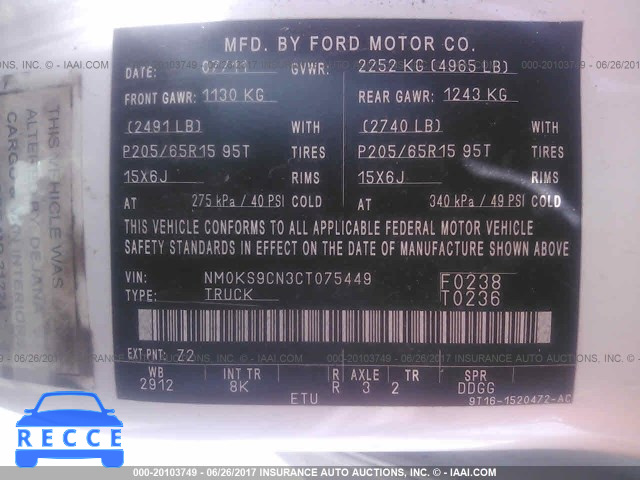 MFD. BY FORD MOTOR CO.
DATE: 07/11 GVWR: 2252 KG (4965 LB)
FRONT GAWR: 1130 KG REAR GAWR: 1243 KG
(2491 LB) WITH (2740 LB) WITH
P205/65R15 95T TIRES P205/65R15 95T TIRES
15X6J RIMS 15X6J RIMS
AT 275 kPa / 40 PSI COLD AT 340 kPa / 49 PSI COLD
THIS VEHICLE CONFORMS TO ALL APPLICABLE FEDERAL MOTOR VEHICLE
SAFETY STANDARDS IN EFFECT ON THE DATE OF MANUFACTURE SHOWN ABOVE
VIN: NM0KS9CN3CT075449 F0238
TYPE: TRUCK T0236
EXT PNT: Z2
WB INT TR R AXLE TR SPR
2912 8K R 3 2 DDGG
ETU 9T16-1520472-AC
THIS VEHICLE WAS
RECCE
000-20103749 - 06/26/2017 INSURANCE AUTO AUCTIONS, INC. - © IAAI.COM